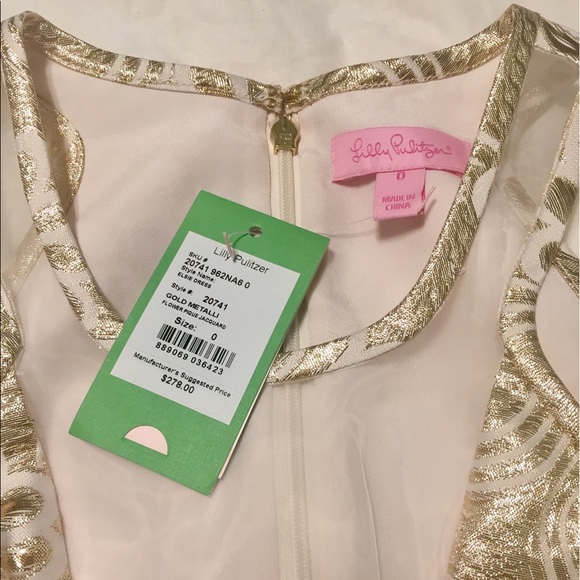 Lilly Pulitzer
0
MADE IN
CHINA
Lilly Pulitzer
SKU #:
20741 962NA6 0
Style Name:
ELSIE DRESS
Style #: 20741
GOLD METALLI
FLOWER PIQUE JACQUARD
Size: 0
889069 036423
Manufacturer's Suggested Price
$278.00